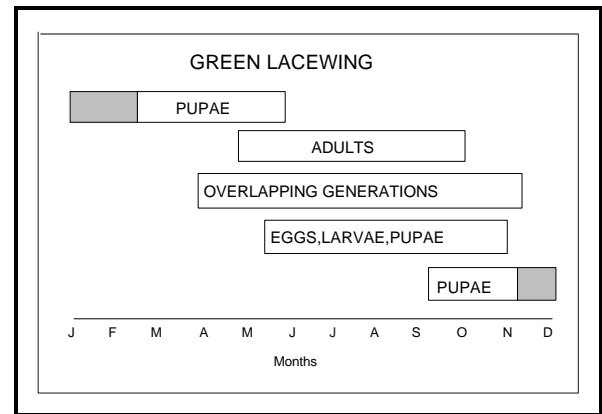 GREEN LACEWING
PUPAE
ADULTS
OVERLAPPING GENERATIONS
EGGS,LARVAE,PUPAE
PUPAE
J F M A M J J A S O N D
Months